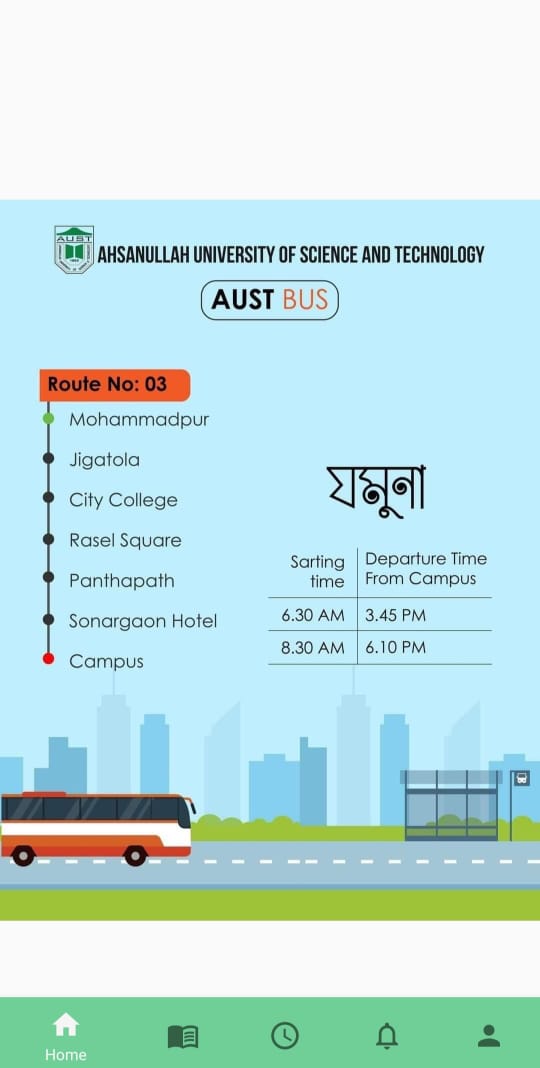 AUST
AHSANULLAH UNIVERSITY OF SCIENCE AND TECHNOLOGY
AUST BUS
Route No: 03
Mohammadpur
Jigatola
City College
Rasel Square
Panthapath
Sonargaon Hotel
Campus
যমুনা
Sarting time
Departure Time From Campus
6.30 AM 3.45 PM
8.30 AM 6.10 PM
Home